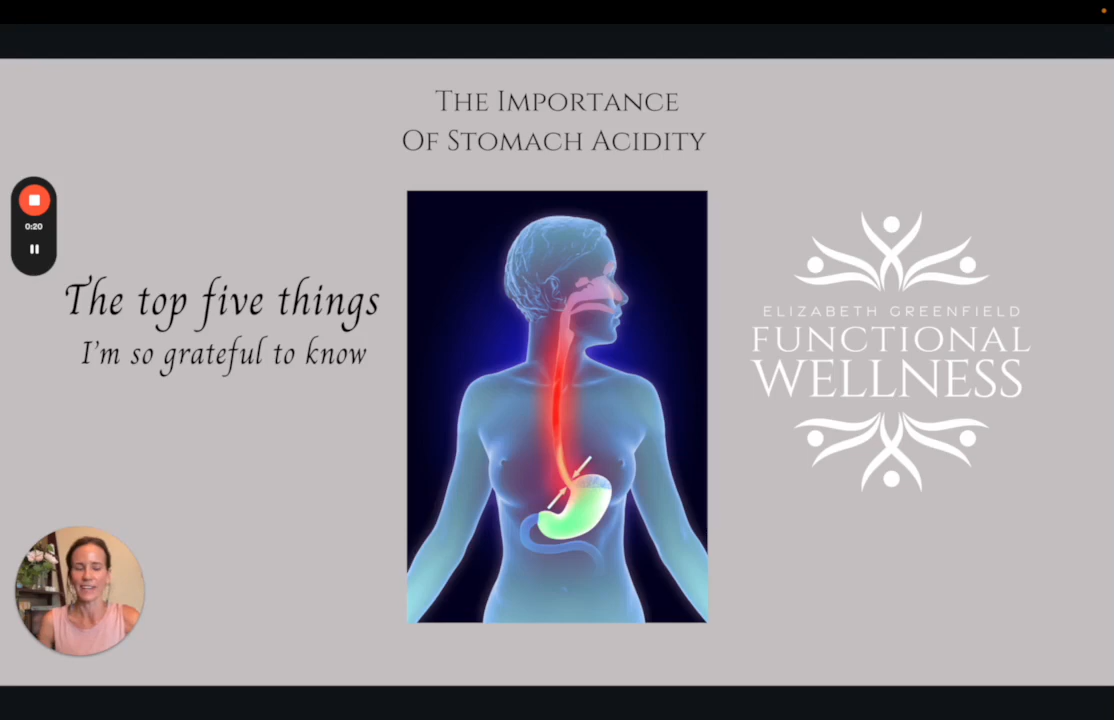 The Importance
Of Stomach Acidity
0:20
The top five things
I'm so grateful to know
ELIZABETH GREENFIELD
FUNCTIONAL
WELLNESS